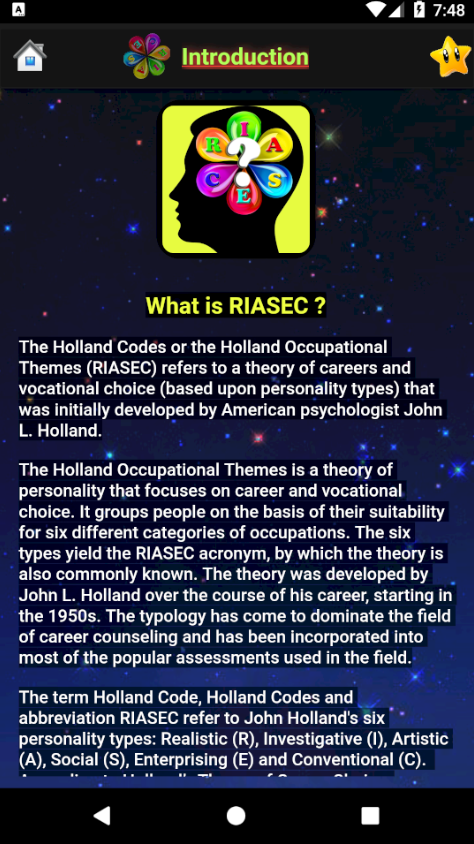 A
7:48
Introduction
R I A C E S
?
What is RIASEC ?
The Holland Codes or the Holland Occupational
Themes (RIASEC) refers to a theory of careers and
vocational choice (based upon personality types) that
was initially developed by American psychologist John
L. Holland.
The Holland Occupational Themes is a theory of
personality that focuses on career and vocational
choice. It groups people on the basis of their suitability
for six different categories of occupations. The six
types yield the RIASEC acronym, by which the theory is
also commonly known. The theory was developed by
John L. Holland over the course of his career, starting in
the 1950s. The typology has come to dominate the field
of career counseling and has been incorporated into
most of the popular assessments used in the field.
The term Holland Code, Holland Codes and
abbreviation RIASEC refer to John Holland's six
personality types: Realistic (R), Investigative (I), Artistic
(A), Social (S), Enterprising (E) and Conventional (C).